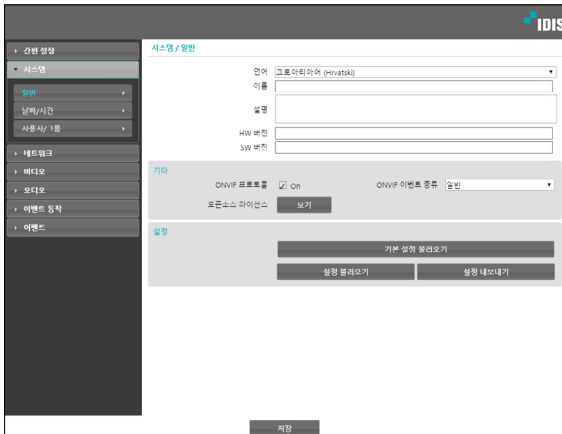 IDIS
간편 설정
시스템
일반
날짜/시간
사용자/그룹
네트워크
비디오
오디오
이벤트 동작
이벤트
시스템 / 일반
언어 크로아티아어 (Hrvatski)
이름
설명
HW 버전
SW 버전
기타
ONVIF 프로토콜 On ONVIF 이벤트 종류 일반
오픈소스 라이선스 보기
설정
기본 설정 불러오기
설정 불러오기 설정 내보내기
저장